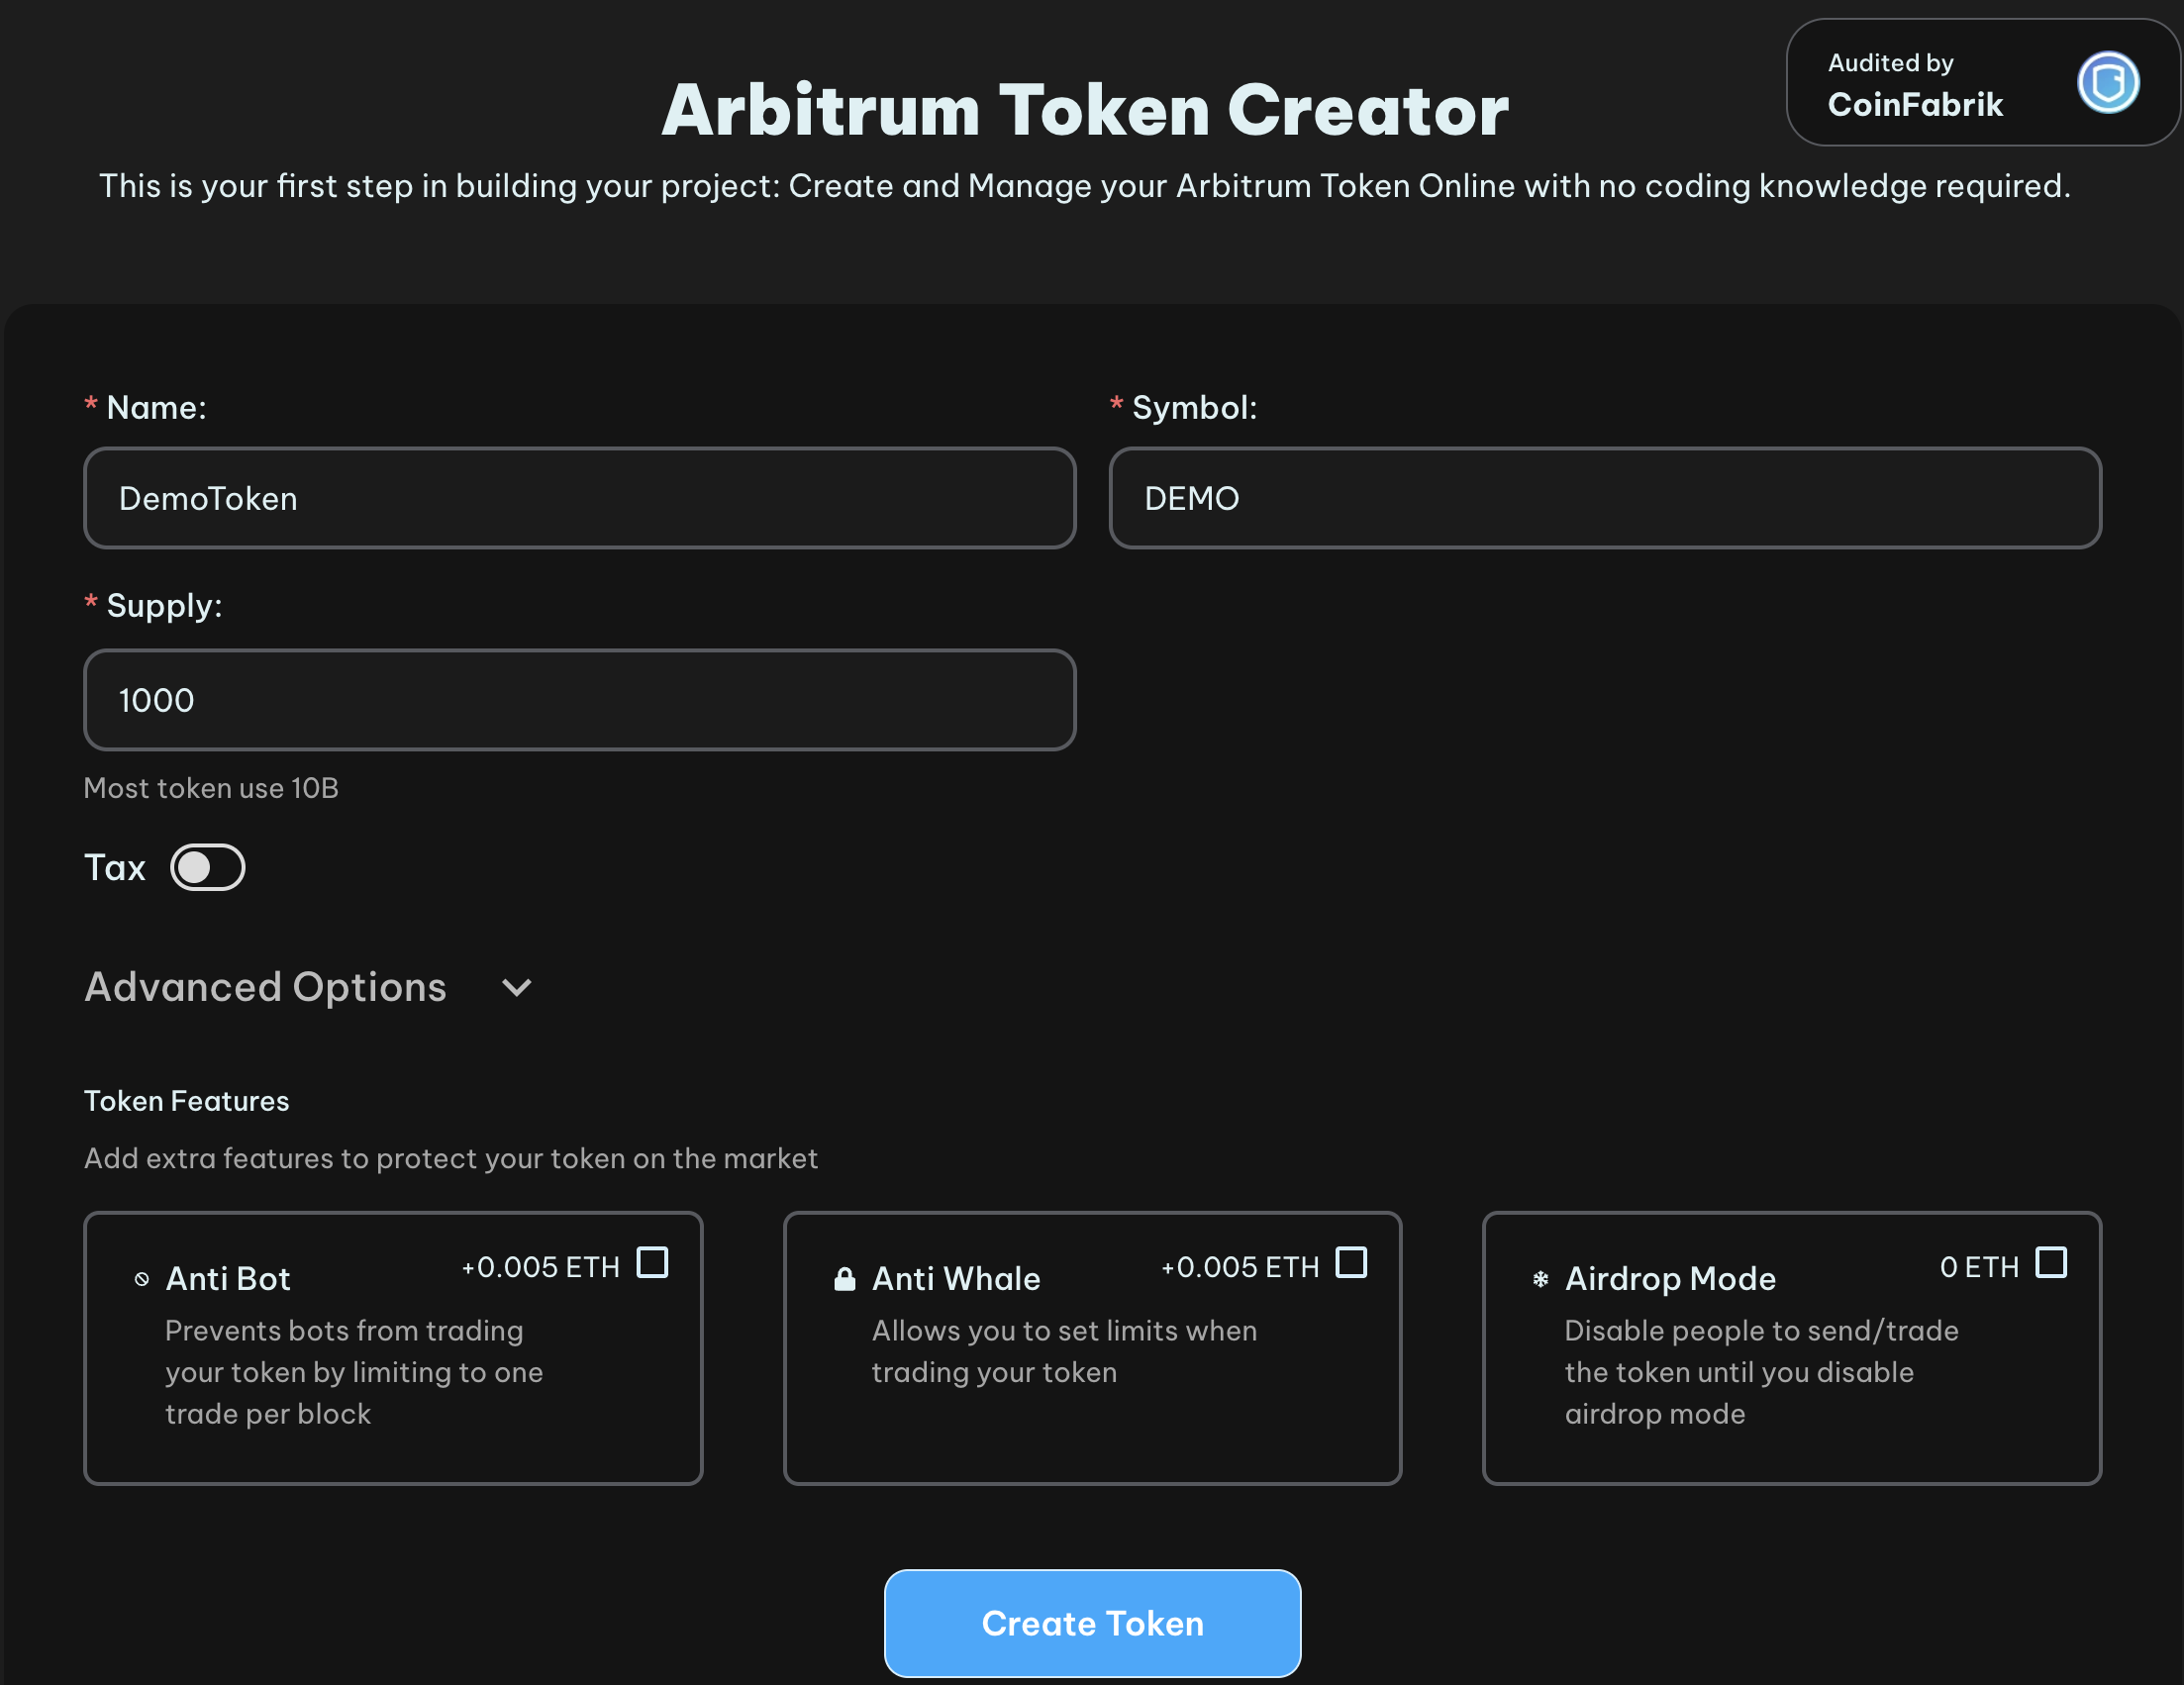 Audited by
CoinFabrik
Arbitrum Token Creator
This is your first step in building your project: Create and Manage your Arbitrum Token Online with no coding knowledge required.
* Name:
* Symbol:
DemoToken
DEMO
* Supply:
1000
Most token use 10B
Tax
Advanced Options
Token Features
Add extra features to protect your token on the market
Anti Bot
+0.005 ETH
Prevents bots from trading
your token by limiting to one
trade per block
Anti Whale
+0.005 ETH
Allows you to set limits when
trading your token
Airdrop Mode
0 ETH
Disable people to send/trade
the token until you disable
airdrop mode
Create Token